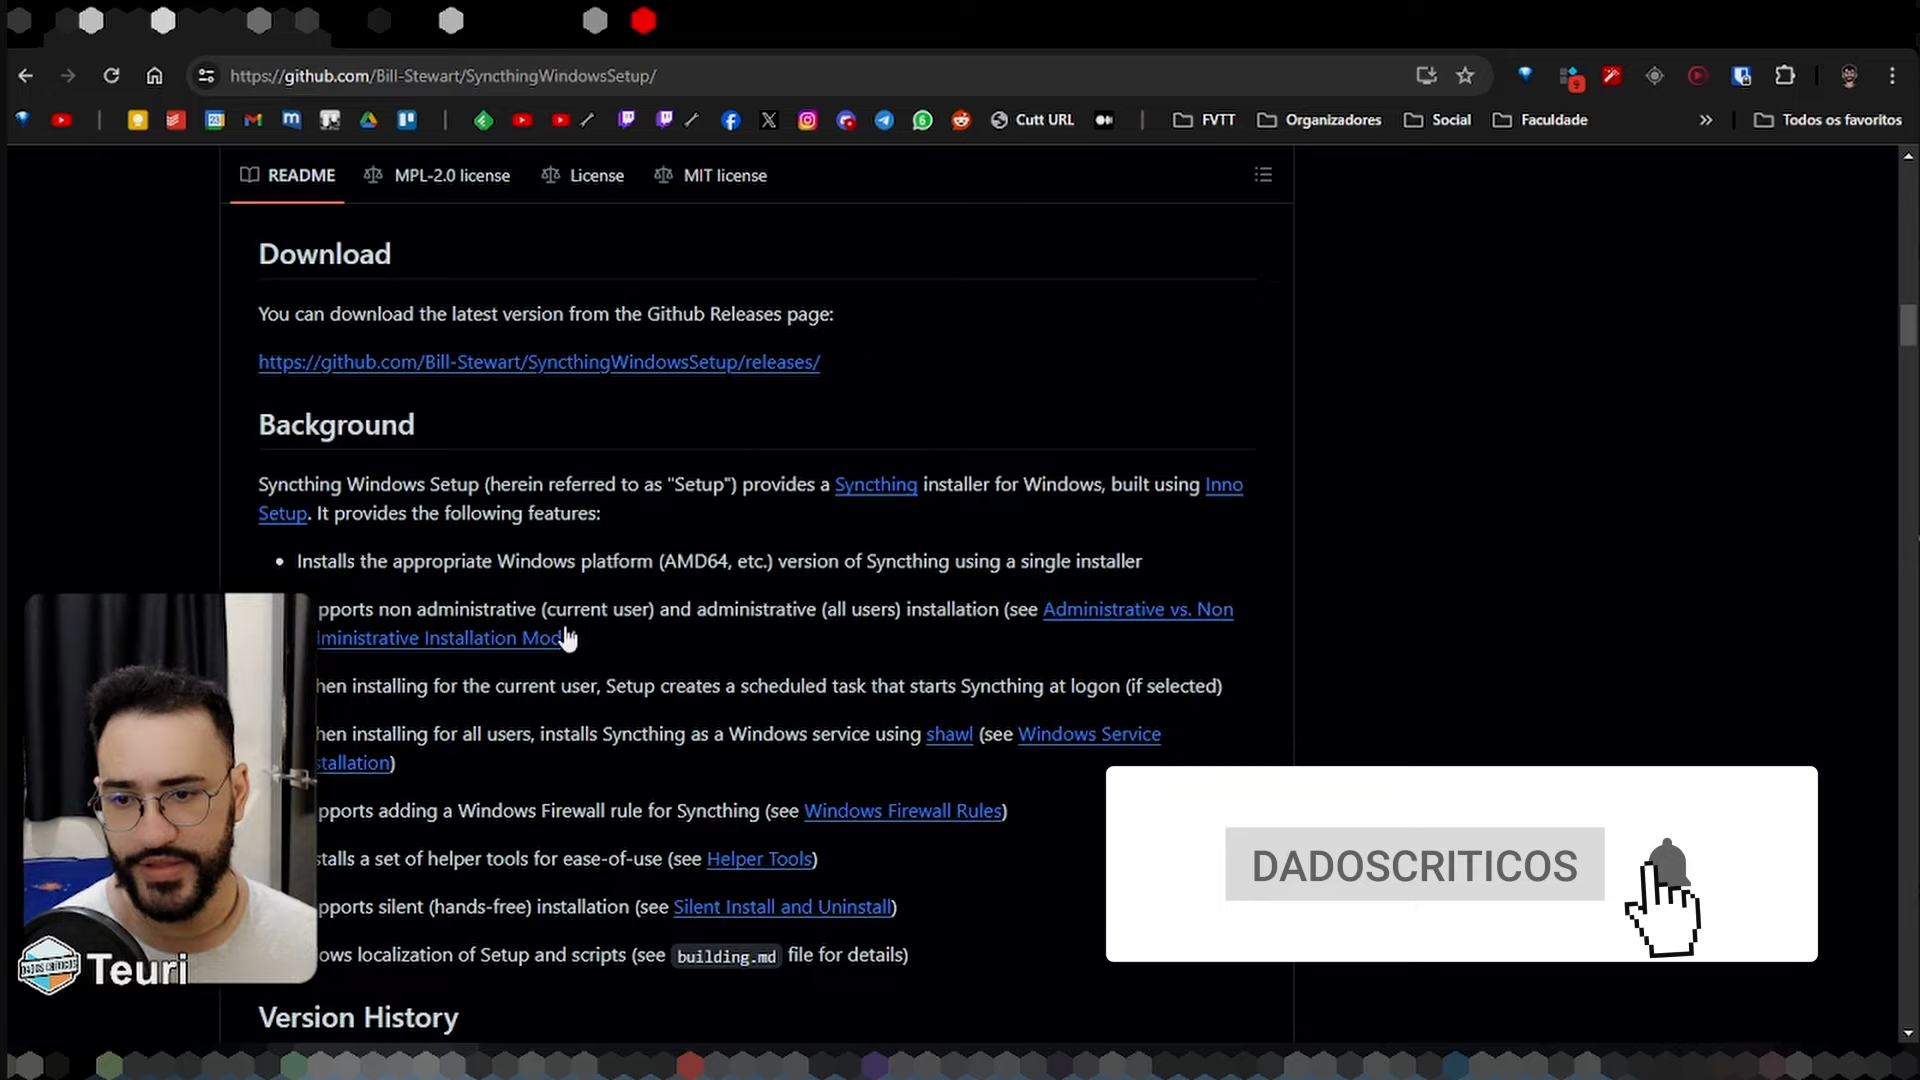 https://github.com/Bill-Stewart/SyncthingWindowsSetup/
Cutt URL
FVTT
Organizadores
Social
Faculdade
Todos os favoritos
README
MPL-2.0 license
License
MIT license
Download
You can download the latest version from the Github Releases page:
https://github.com/Bill-Stewart/SyncthingWindowsSetup/releases/
Background
Syncthing Windows Setup (herein referred to as "Setup") provides a Syncthing installer for Windows, built using Inno
Setup. It provides the following features:
• Installs the appropriate Windows platform (AMD64, etc.) version of Syncthing using a single installer
pports non administrative (current user) and administrative (all users) installation (see Administrative vs. Non
ministrative Installation Mod
hen installing for the current user, Setup creates a scheduled task that starts Syncthing at logon (if selected)
hen installing for all users, installs Syncthing as a Windows service using shawl (see Windows Service
stallation)
pports adding a Windows Firewall rule for Syncthing (see Windows Firewall Rules)
stalls a set of helper tools for ease-of-use (see Helper Tools)
pports silent (hands-free) installation (see Silent Install and Uninstall)
ows localization of Setup and scripts (see building.md file for details)
Version History
DADOSCRITICOS
Teuri